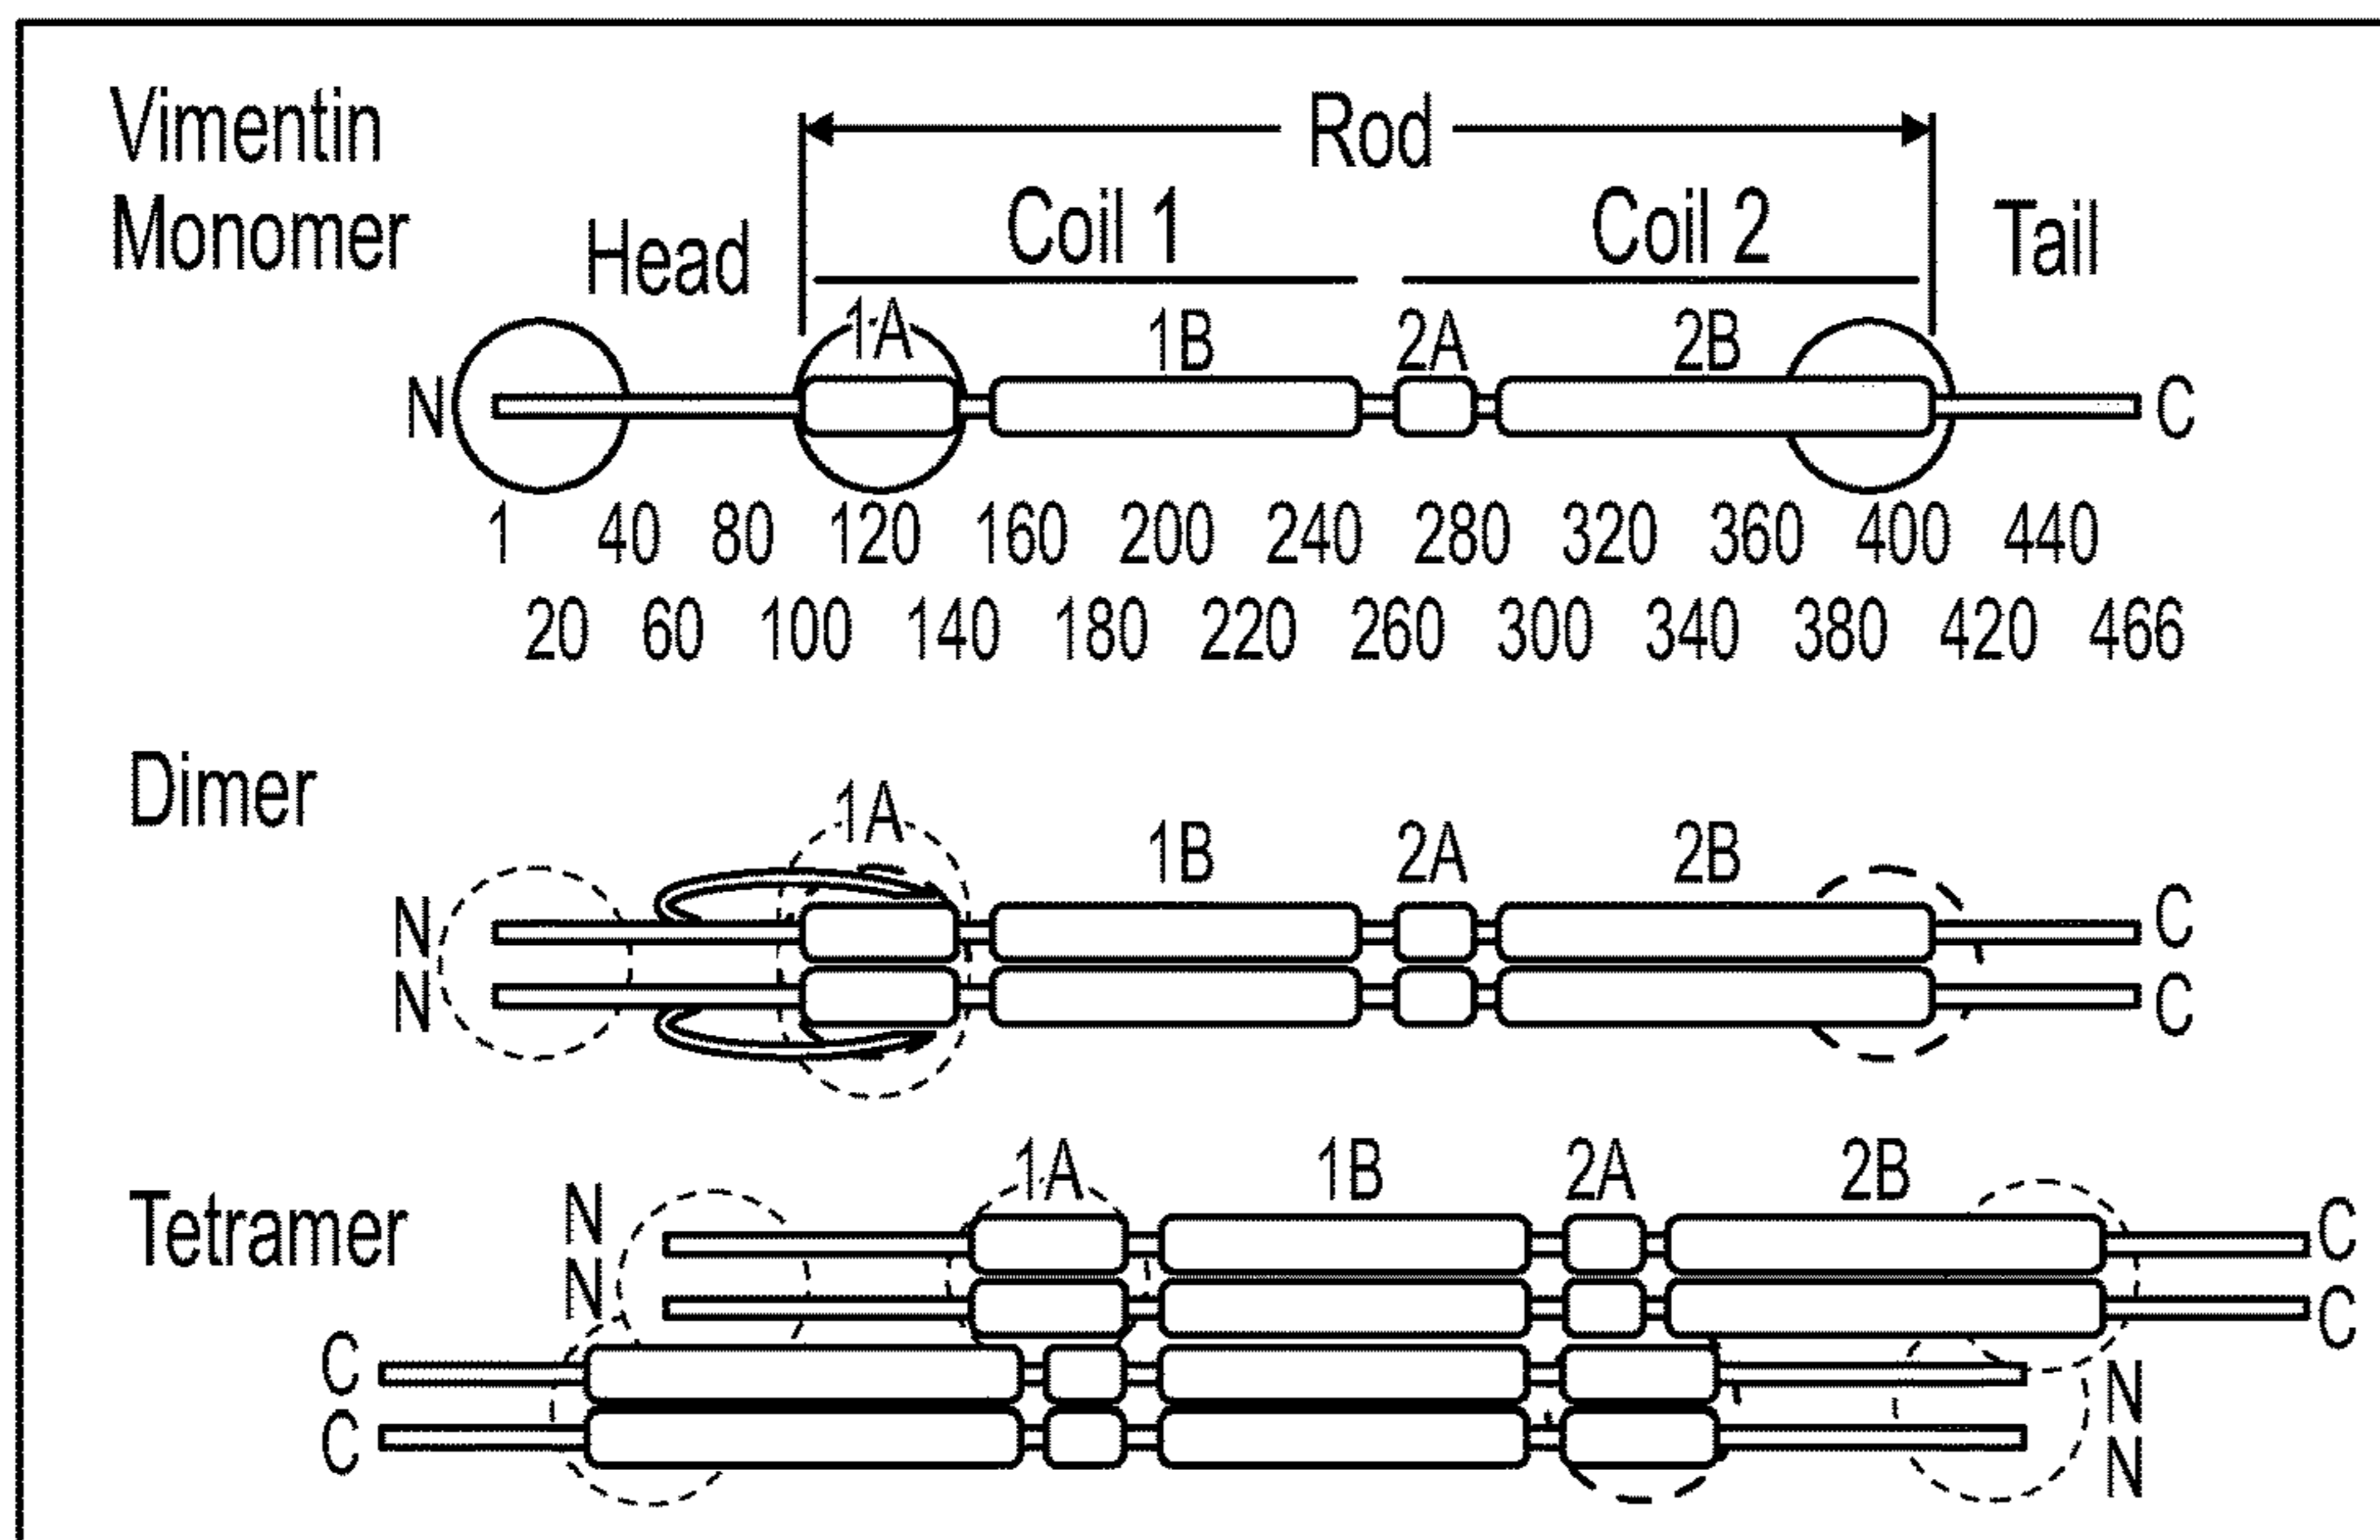 Vimentin
Monomer
Rod
Head
Coil 1
Coil 2
Tail
1A
1B
2A
2B
N
C
1 40 80 120 160 200 240 280 320 360 400 440
20 60 100 140 180 220 260 300 340 380 420 466
Dimer
1A
1B
2A
2B
N
C
N
C
Tetramer
1A
1B
2A
2B
N
C
N
C
C
N
C
N